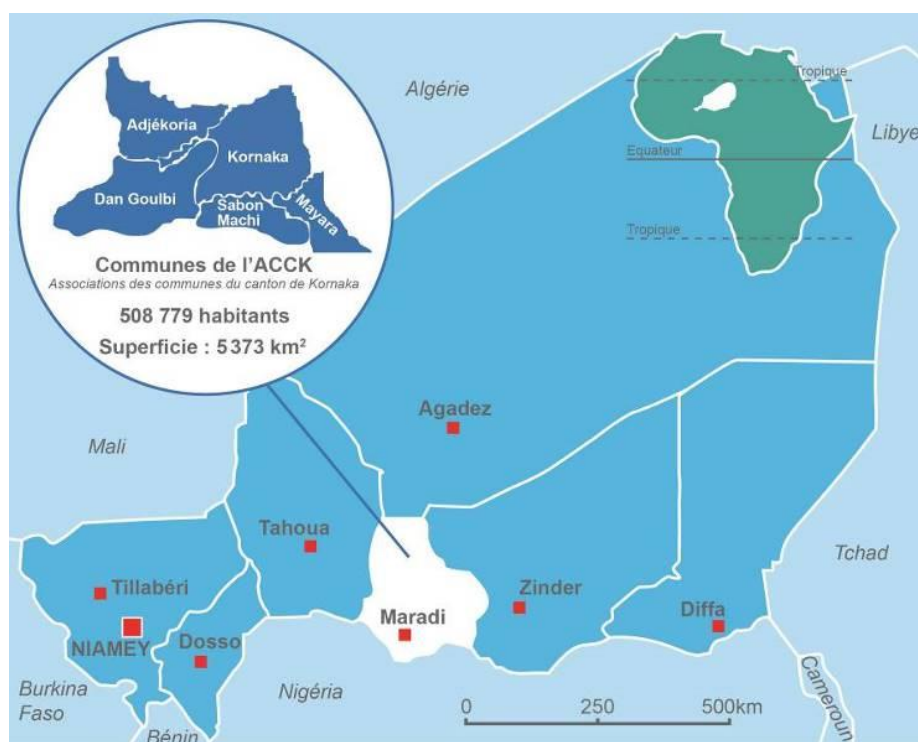 Algérie
Tropique
Libye
Equateur
Tropique
Adjékoria
Kornaka
Dan Goulbi
Sabon
Machi
Mayara
Communes de l'ACCK
Associations des communes du canton de Kornaka
508 779 habitants
Superficie : 5 373 km²
Agadez
Mali
Tahoua
Tchad
Tillabéri
Zinder
Maradi
Diffa
NIAMEY
Dosso
Burkina
Faso
Nigéria
Cameroun
Bénin
0 250 500km